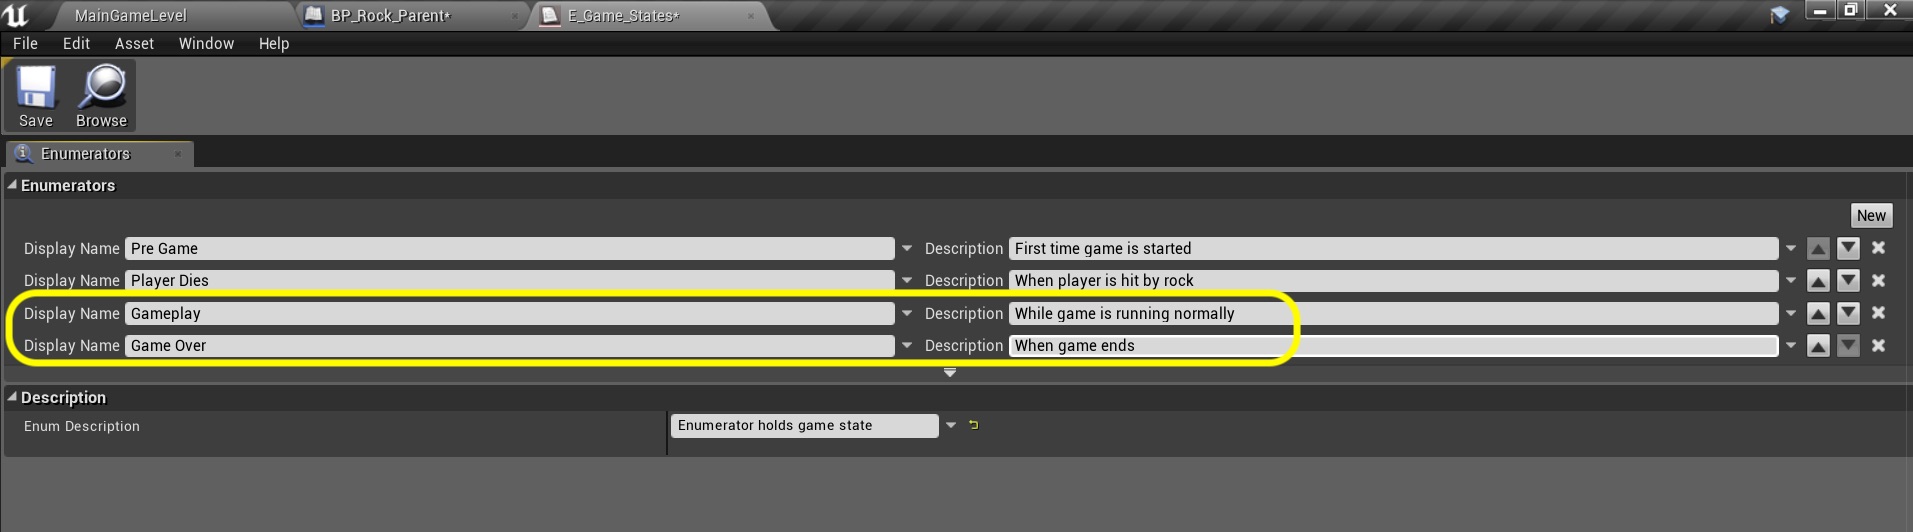 MainGameLevel BP_Rock_Parent* E_Game_States*
File Edit Asset Window Help
Save Browse
Enumerators
Enumerators
New
Display Name Pre Game Description First time game is started
Display Name Player Dies Description When player is hit by rock
Display Name Gameplay Description While game is running normally
Display Name Game Over Description When game ends
Description
Enum Description Enumerator holds game state